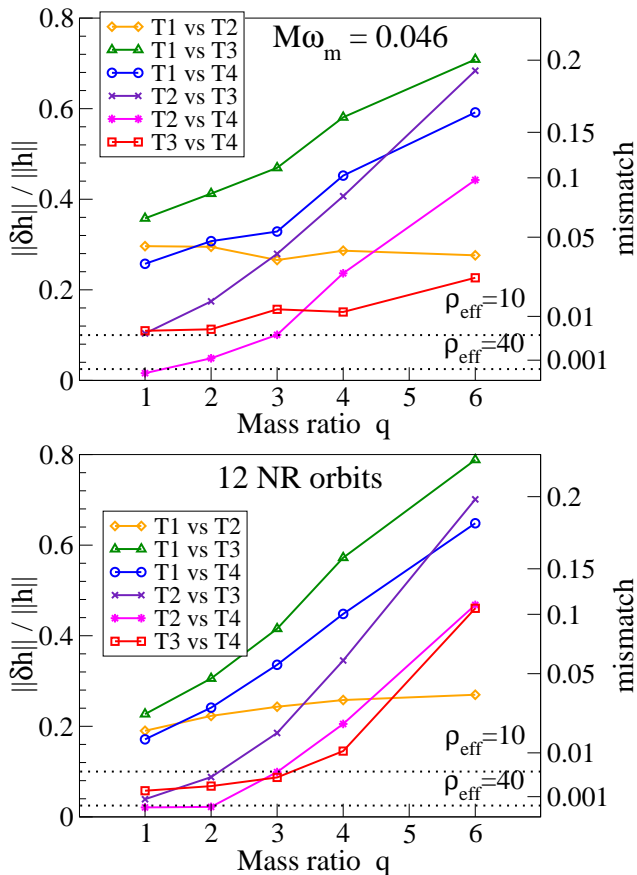 0.8
T1 vs T2
T1 vs T3
T1 vs T4
T2 vs T3
T2 vs T4
T3 vs T4
Mωm = 0.046
0.6
0.4
0.2
0
||δh|| / ||h||
0.2
0.15
0.1
0.05
0.01
0.001
mismatch
ρeff=10
ρeff=40
1 2 3 4 5 6
Mass ratio q
0.8
12 NR orbits
T1 vs T2
T1 vs T3
T1 vs T4
T2 vs T3
T2 vs T4
T3 vs T4
0.6
0.4
0.2
0
||δh|| / ||h||
0.2
0.15
0.1
0.05
0.01
0.001
mismatch
ρeff=10
ρeff=40
1 2 3 4 5 6
Mass ratio q